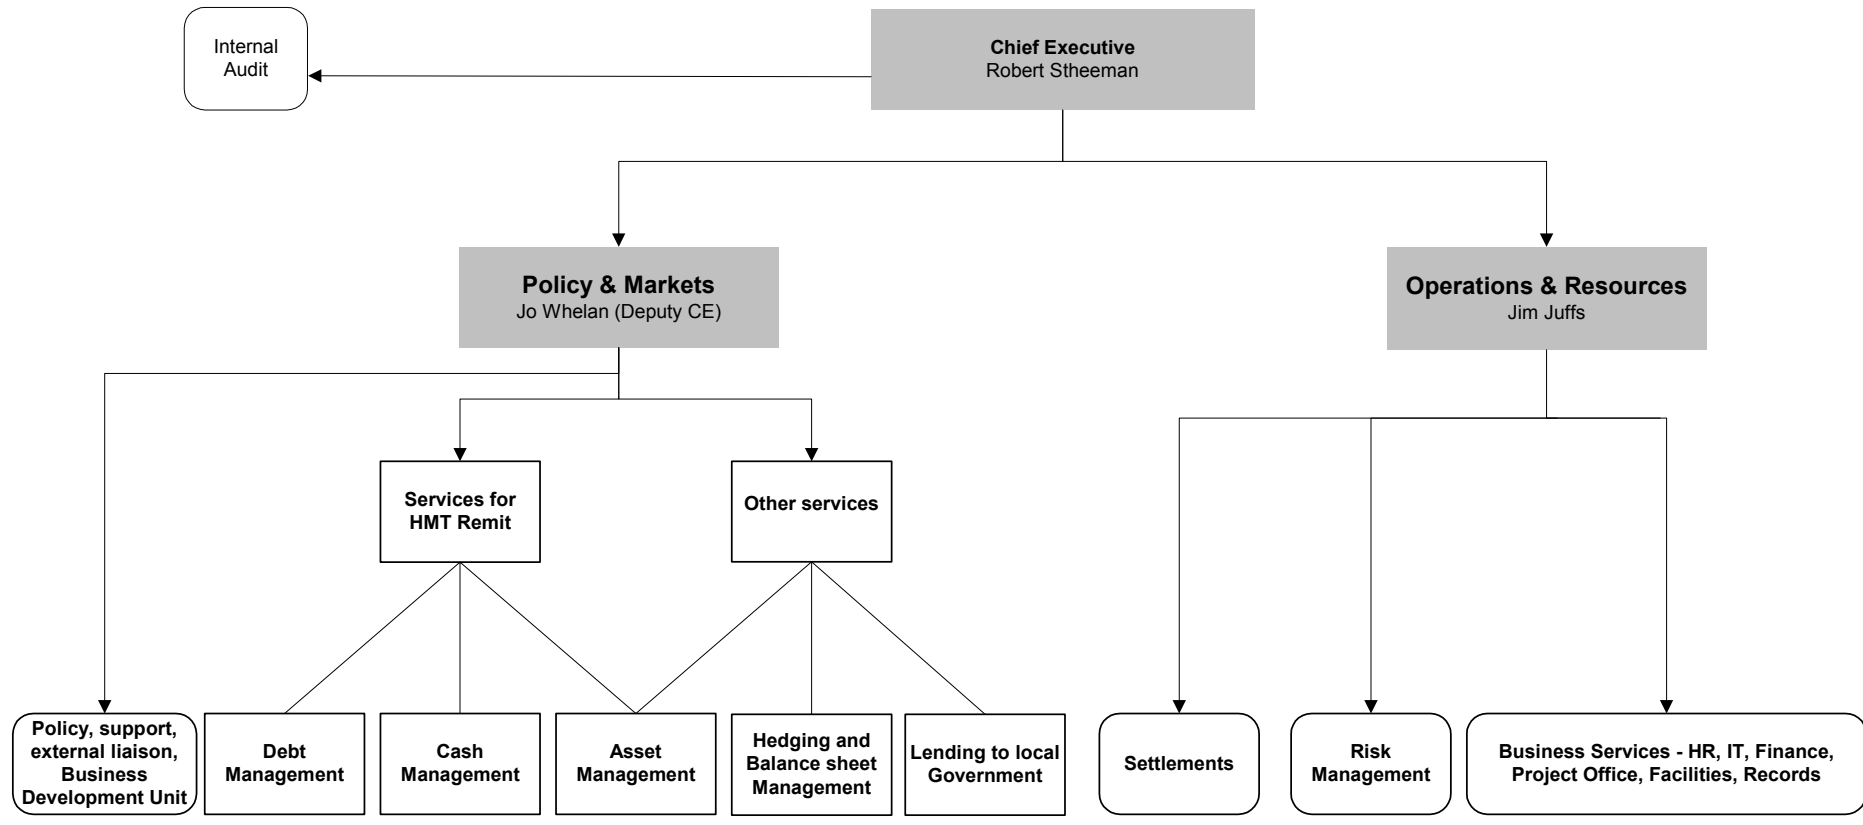 Internal
Audit
Chief Executive
Robert Stheeman
Policy & Markets
Jo Whelan (Deputy CE)
Operations & Resources
Jim Juffs
Services for
HMT Remit
Other services
Policy, support,
external liaison,
Business
Development Unit
Debt
Management
Cash
Management
Asset
Management
Hedging and
Balance sheet
Management
Lending to local
Government
Settlements
Risk
Management
Business Services - HR, IT, Finance,
Project Office, Facilities, Records